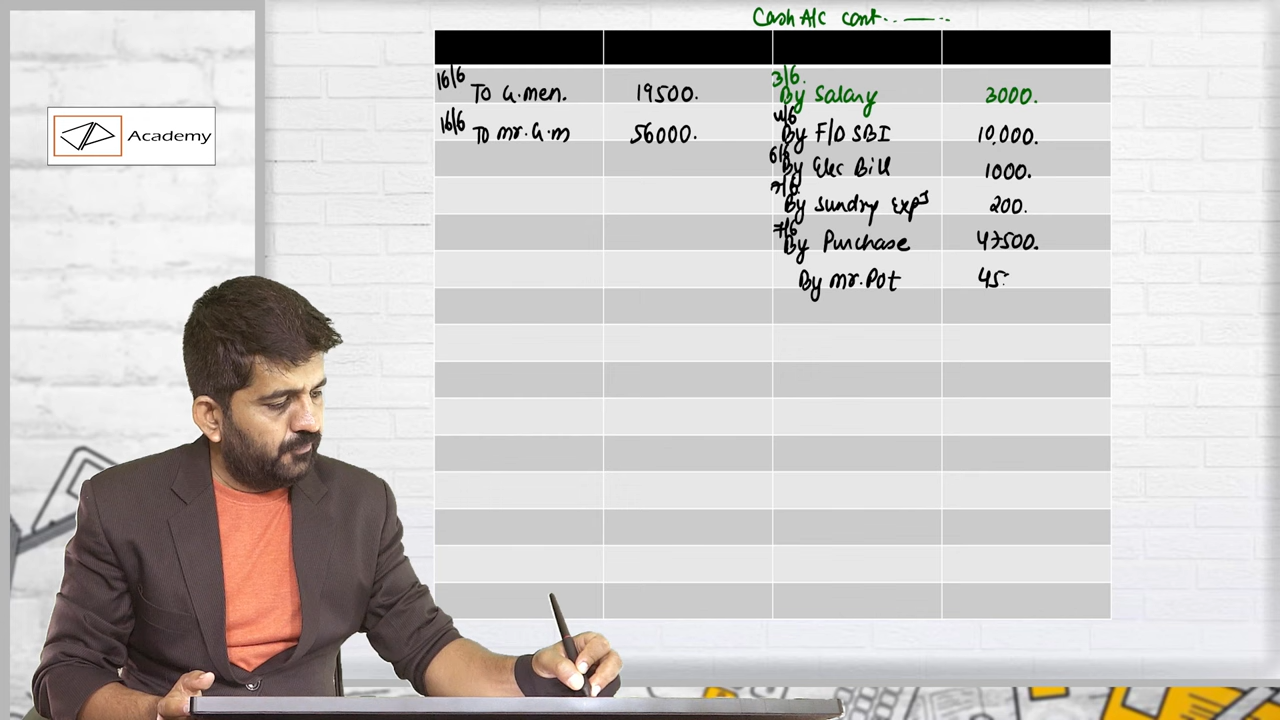 Cash A/c cont..
Academy
16/6 To G.men. 19500. 3/6. By Salary 3000.
16/6 To mr.G.m 56000. 4/6 By F/D SBI 10,000.
6/6 By Elec Bill 1000.
7/6 By Sundry Exps 200.
7/6 By Purchase 47500.
By mr.Pot 45